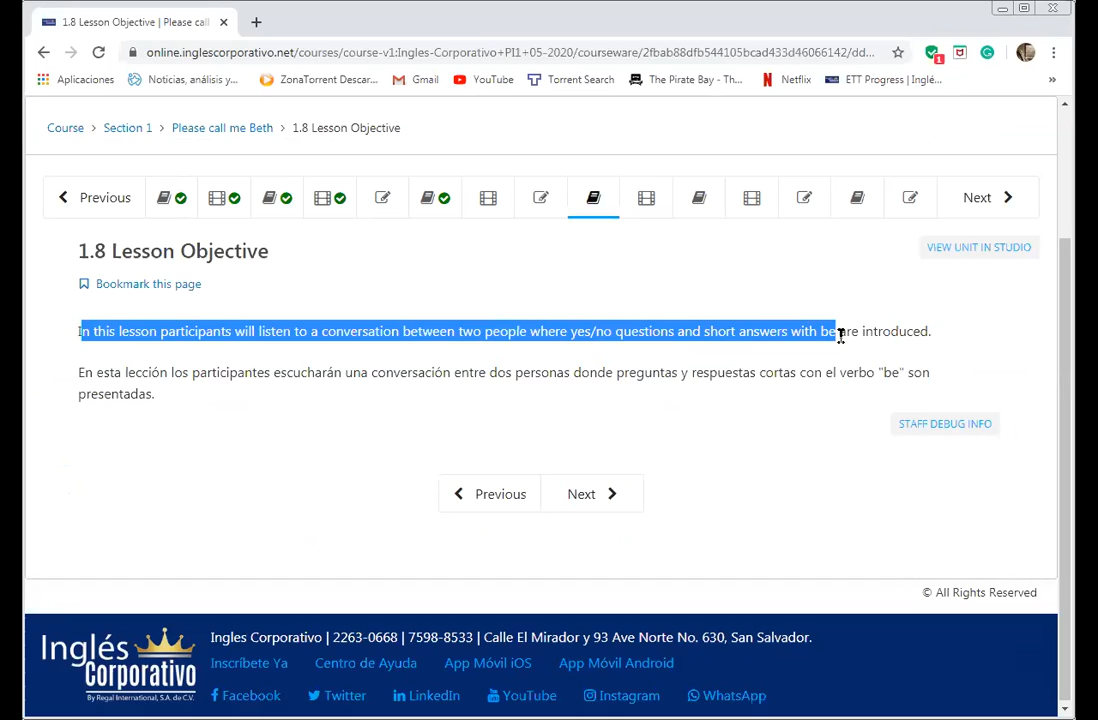 1.8 Lesson Objective | Please call
online.inglescorporativo.net/courses/course-v1:Ingles-Corporativo+PI1+05-2020/courseware/2fbab88dfb544105bcad433d46066142/dd...
1
Aplicaciones Noticias, análisis y... ZonaTorrent Descar... Gmail YouTube Torrent Search The Pirate Bay - Th... Netflix ETT Progress | Inglé... »
Course > Section 1 > Please call me Beth > 1.8 Lesson Objective
Previous Next
1.8 Lesson Objective
VIEW UNIT IN STUDIO
Bookmark this page
In this lesson participants will listen to a conversation between two people where yes/no questions and short answers with be are introduced.
En esta lección los participantes escucharán una conversación entre dos personas donde preguntas y respuestas cortas con el verbo "be" son
presentadas.
STAFF DEBUG INFO
Previous Next
© All Rights Reserved
Inglés Corporativo
By Regal International, S.A. de C.V.
Ingles Corporativo | 2263-0668 | 7598-8533 | Calle El Mirador y 93 Ave Norte No. 630, San Salvador.
Inscríbete Ya Centro de Ayuda App Móvil iOS App Móvil Android
Facebook Twitter LinkedIn YouTube Instagram WhatsApp